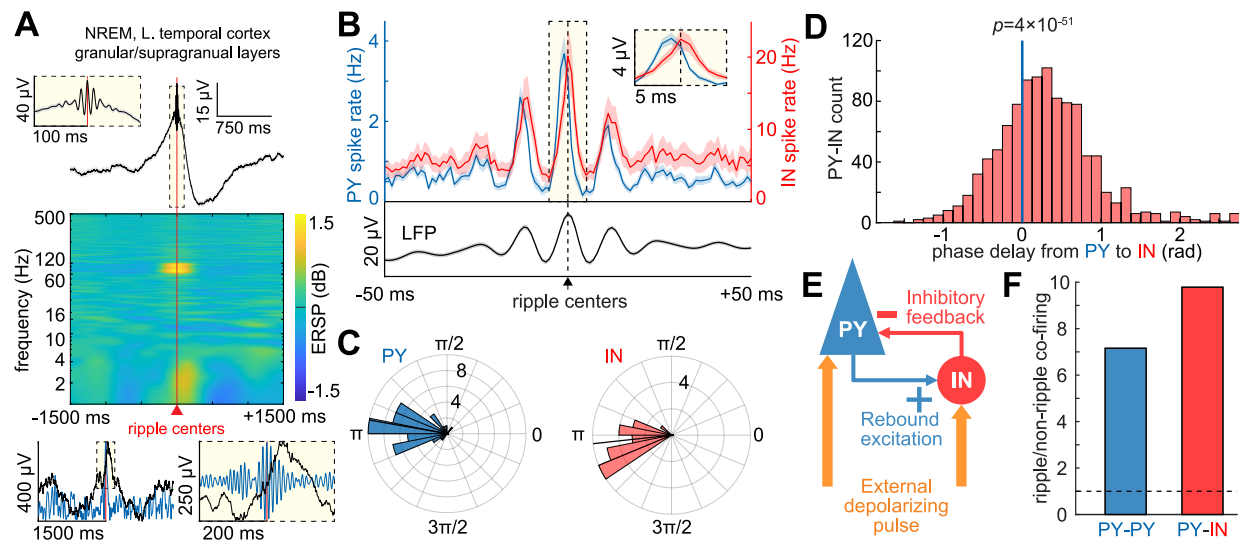 A
NREM, L. temporal cortex
granular/supragranual layers
40 µV
100 ms
15 µV
750 ms
frequency (Hz)
500
120
60
36
16
10
4
2
1.5
ERSP (dB)
-1.5
-1500 ms
+1500 ms
ripple centers
400 µV
1500 ms
250 µV
200 ms
B
PY spike rate (Hz)
4
2
0
4 µV
5 ms
20
10
0
IN spike rate (Hz)
20 µV
LFP
-50 ms
+50 ms
ripple centers
C
PY
π/2
8
4
π
0
3π/2
IN
π/2
4
π
0
3π/2
D
p=4×10-51
PY-IN count
120
80
40
0
-1
0
1
2
phase delay from PY to IN (rad)
E
PY
Inhibitory
feedback
IN
Rebound
excitation
External
depolarizing
pulse
F
ripple/non-ripple co-firing
10
8
6
4
2
0
PY-PY
PY-IN